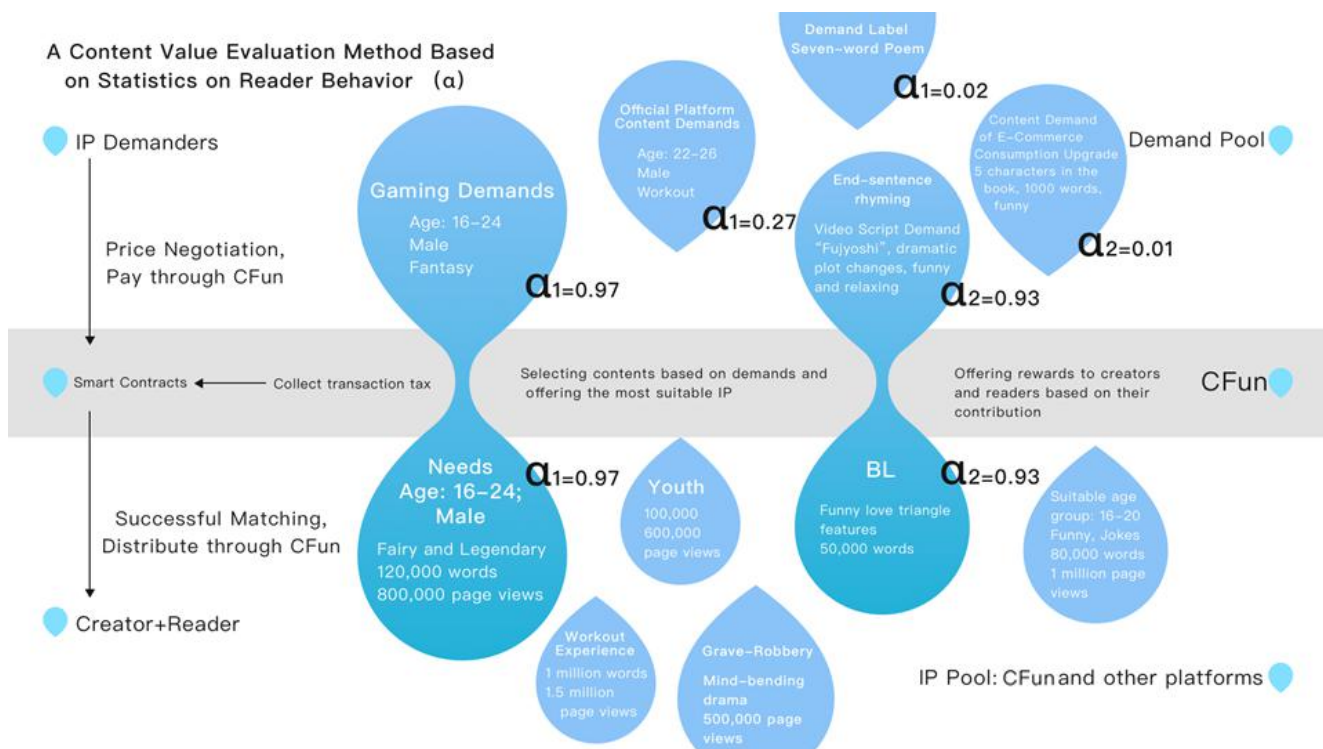 A Content Value Evaluation Method Based
on Statistics on Reader Behavior （α）
IP Demanders
Price Negotiation,
Pay through CFun
Smart Contracts
Collect transaction tax
Successful Matching,
Distribute through CFun
Creator+Reader
Gaming Demands
Age: 16–24
Male
Fantasy
α1=0.97
Official Platform
Content Demands
Age: 22–26
Male
Workout
α1=0.27
Demand Label
Seven-word Poem
α1=0.02
End-sentence
rhyming
Video Script Demand
“Fujyoshi”, dramatic
plot changes, funny
and relaxing
α2=0.93
Content Demand
of E-Commerce
Consumption Upgrade
5 characters in the
book, 1000 words,
funny
α2=0.01
Demand Pool
Selecting contents based on demands and
offering the most suitable IP
Offering rewards to creators
and readers based on their
contribution
CFun
Needs
Age: 16–24;
Male
Fairy and Legendary
120,000 words
800,000 page views
α1=0.97
Youth
100,000
600,000
page views
BL
Funny love triangle
features
50,000 words
α2=0.93
Suitable age
group: 16–20
Funny, Jokes
80,000 words
1 million page
views
Workout
Experience
1 million words
1.5 million
page views
Grave-Robbery
Mind-bending
drama
500,000 page
views
IP Pool: CFun and other platforms